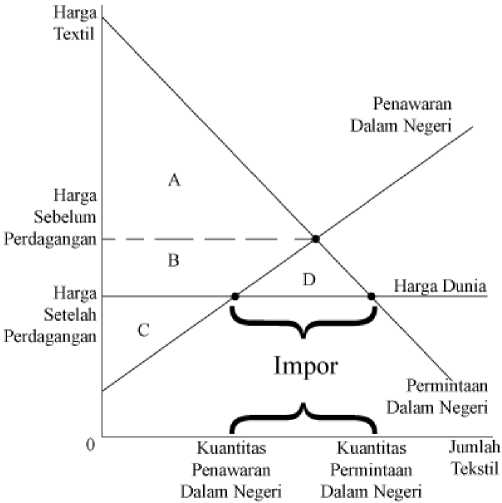 Harga
Textil
Penawaran
Dalam Negeri
A
Harga
Sebelum
Perdagangan
B
D
Harga Dunia
Harga
Setelah
Perdagangan
C
Impor
Permintaan
Dalam Negeri
0
Kuantitas
Penawaran
Dalam Negeri
Kuantitas
Permintaan
Dalam Negeri
Jumlah
Tekstil